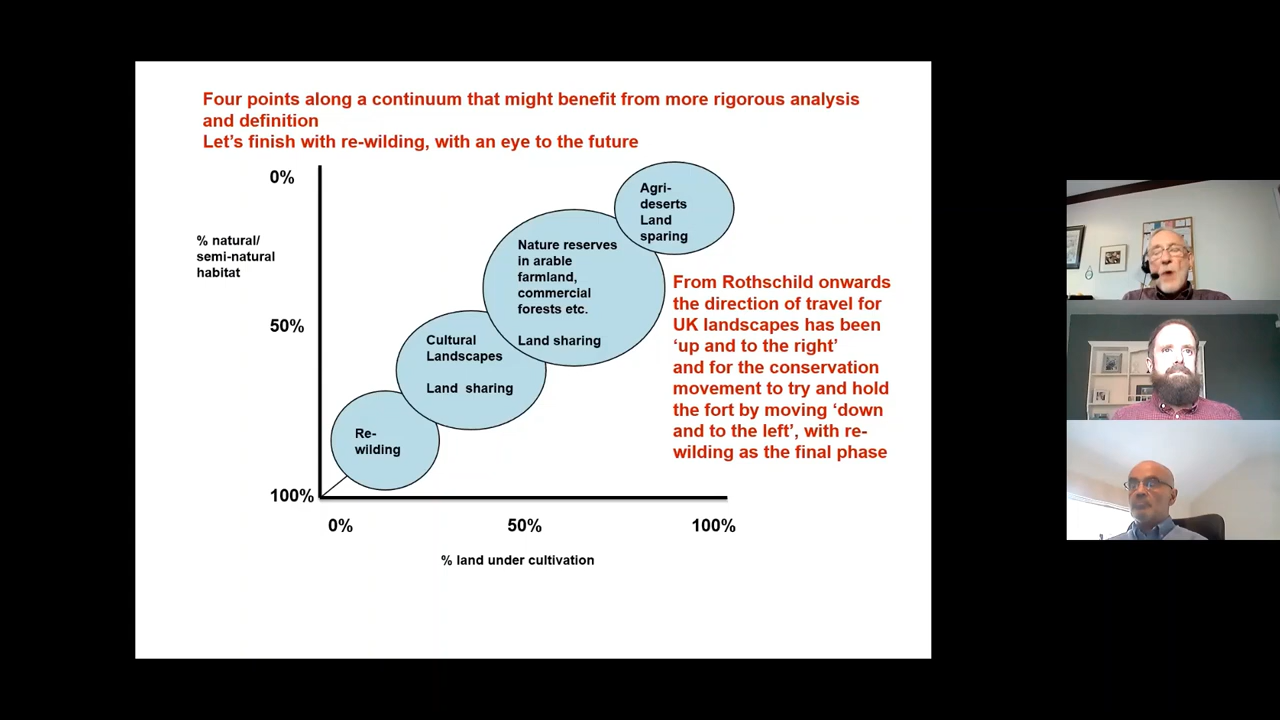 Four points along a continuum that might benefit from more rigorous analysis
and definition
Let's finish with re-wilding, with an eye to the future
0%
% natural/
semi-natural
habitat
50%
100%
Agri-
deserts
Land
sparing
Nature reserves
in arable
farmland,
commercial
forests etc.
Land sharing
Cultural
Landscapes
Land sharing
Re-
wilding
From Rothschild onwards
the direction of travel for
UK landscapes has been
‘up and to the right’
and for the conservation
movement to try and hold
the fort by moving ‘down
and to the left’, with re-
wilding as the final phase
0%
50%
100%
% land under cultivation